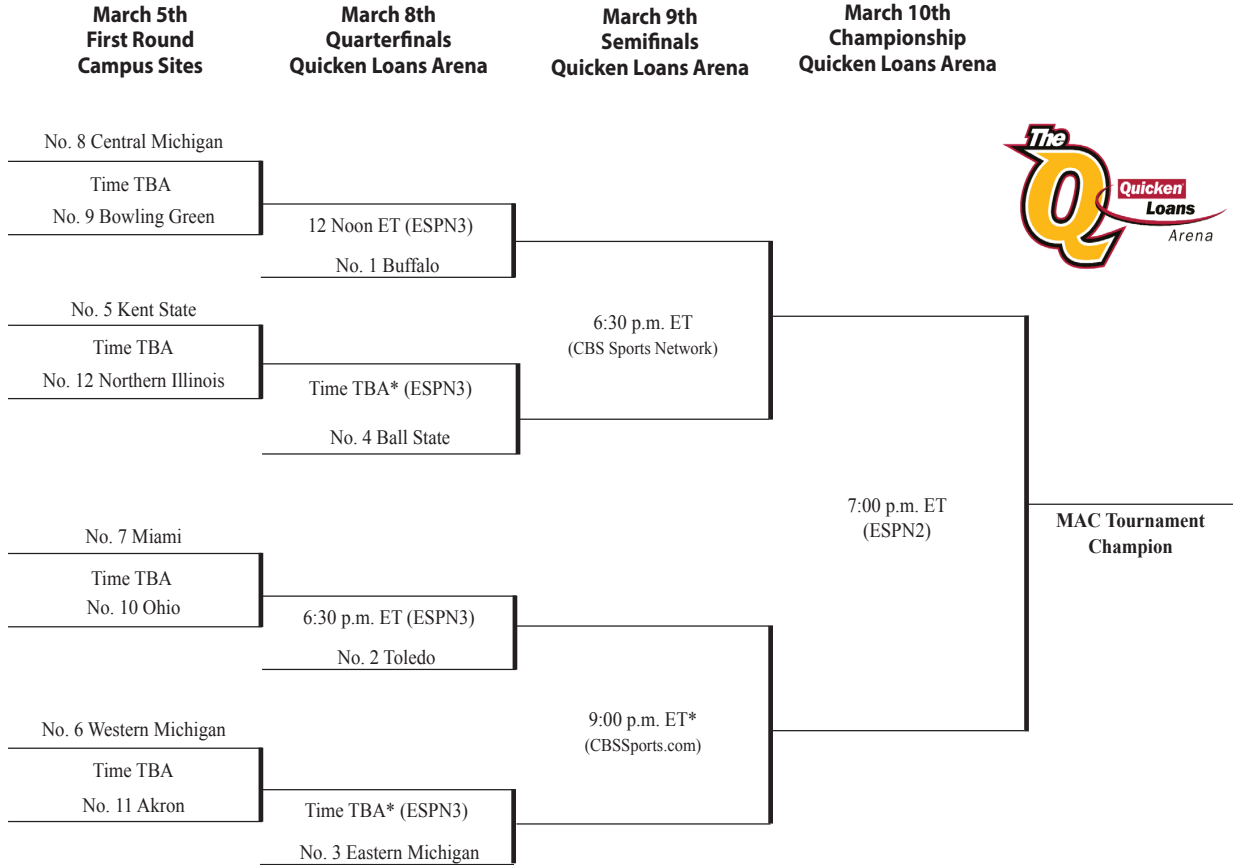 March 5th
First Round
Campus Sites
March 8th
Quarterfinals
Quicken Loans Arena
March 9th
Semifinals
Quicken Loans Arena
March 10th
Championship
Quicken Loans Arena
The
Q
Quicken
Loans
Arena
No. 8 Central Michigan
Time TBA
No. 9 Bowling Green
12 Noon ET (ESPN3)
No. 1 Buffalo
No. 5 Kent State
Time TBA
No. 12 Northern Illinois
Time TBA* (ESPN3)
No. 4 Ball State
6:30 p.m. ET
(CBS Sports Network)
No. 7 Miami
Time TBA
No. 10 Ohio
6:30 p.m. ET (ESPN3)
No. 2 Toledo
No. 6 Western Michigan
Time TBA
No. 11 Akron
Time TBA* (ESPN3)
No. 3 Eastern Michigan
9:00 p.m. ET*
(CBSSports.com)
7:00 p.m. ET
(ESPN2)
MAC Tournament
Champion